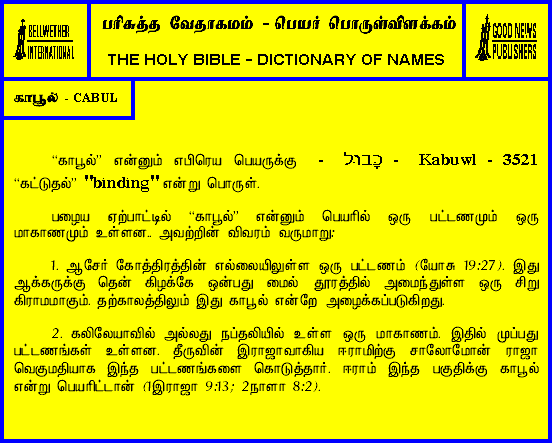 BELLWETHER
INTERNATIONAL
பரிசுத்த வேதாகமம் - பெயர் பொருள்விளக்கம்
THE HOLY BIBLE - DICTIONARY OF NAMES
GOOD NEWS
PUBLISHERS
காபூல் - CABUL
“காபூல்” என்னும் எபிரெய பெயருக்கு - כָּבוּל - Kabuwl - 3521
“கட்டுதல்” "binding" என்று பொருள்.
பழைய ஏற்பாட்டில் “காபூல்” என்னும் பெயரில் ஒரு பட்டணமும் ஒரு
மாகாணமும் உள்ளன.. அவற்றின் விவரம் வருமாறு:
1. ஆசேர் கோத்திரத்தின் எல்லையிலுள்ள ஒரு பட்டணம் (யோசு 19:27). இது
ஆக்கருக்கு தென் கிழக்கே ஒன்பது மைல் தூரத்தில் அமைந்துள்ள ஒரு சிறு
கிராமமாகும். தற்காலத்திலும் இது காபூல் என்றே அழைக்கப்படுகிறது.
2. கலிலேயாவில் அல்லது நப்தலியில் உள்ள ஒரு மாகாணம். இதில் முப்பது
பட்டணங்கள் உள்ளன. தீருவின் இராஜாவாகிய ஈராமிற்கு சாலோமோன் ராஜா
வெகுமதியாக இந்த பட்டணங்களை கொடுத்தார். ஈராம் இந்த பகுதிக்கு காபூல்
என்று பெயரிட்டான் (1இராஜா 9:13; 2நாளா 8:2).